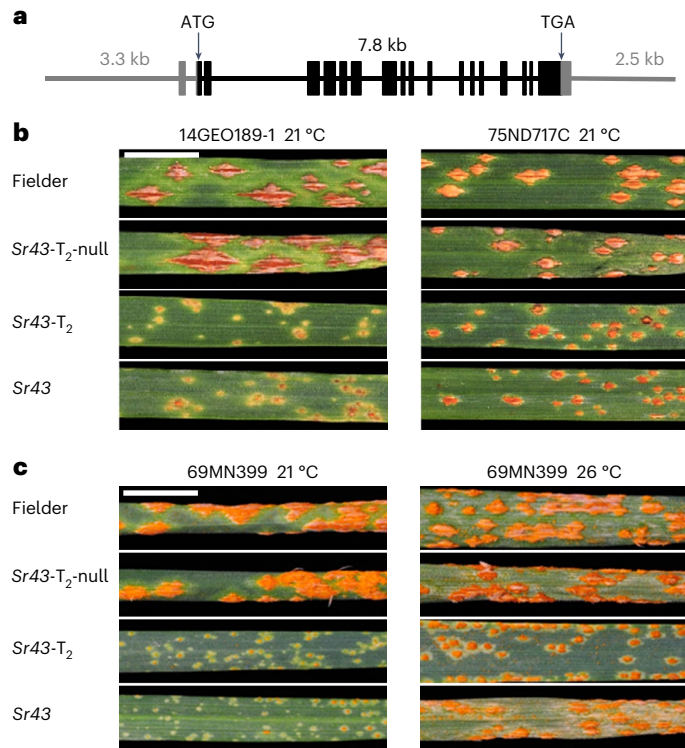 a
ATG
TGA
3.3 kb
7.8 kb
2.5 kb
b
14GEO189-1 21 °C
75ND717C 21 °C
Fielder
Sr43-T₂-null
Sr43-T₂
Sr43
c
69MN399 21 °C
69MN399 26 °C
Fielder
Sr43-T₂-null
Sr43-T₂
Sr43